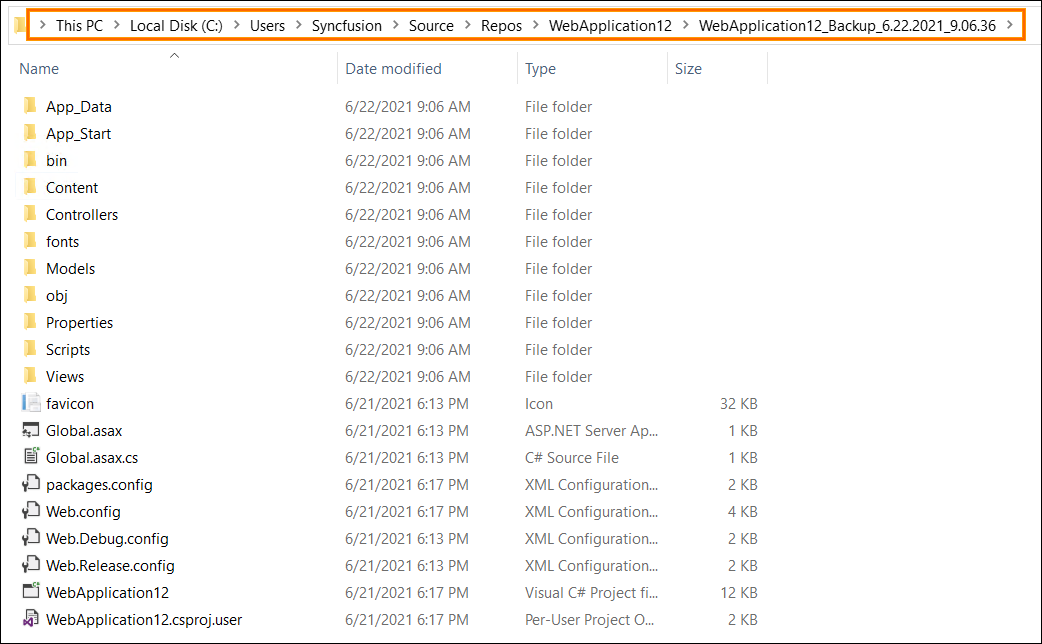 This PC > Local Disk (C:) > Users > Syncfusion > Source > Repos > WebApplication12 > WebApplication12_Backup_6.22.2021_9.06.36 >
Name Date modified Type Size
App_Data 6/22/2021 9:06 AM File folder
App_Start 6/22/2021 9:06 AM File folder
bin 6/22/2021 9:06 AM File folder
Content 6/22/2021 9:06 AM File folder
Controllers 6/22/2021 9:06 AM File folder
fonts 6/22/2021 9:06 AM File folder
Models 6/22/2021 9:06 AM File folder
obj 6/22/2021 9:06 AM File folder
Properties 6/22/2021 9:06 AM File folder
Scripts 6/22/2021 9:06 AM File folder
Views 6/22/2021 9:06 AM File folder
favicon 6/21/2021 6:13 PM Icon 32 KB
Global.asax 6/21/2021 6:13 PM ASP.NET Server Ap... 1 KB
Global.asax.cs 6/21/2021 6:13 PM C# Source File 1 KB
packages.config 6/21/2021 6:17 PM XML Configuration... 2 KB
Web.config 6/21/2021 6:17 PM XML Configuration... 4 KB
Web.Debug.config 6/21/2021 6:13 PM XML Configuration... 2 KB
Web.Release.config 6/21/2021 6:13 PM XML Configuration... 2 KB
WebApplication12 6/21/2021 6:17 PM Visual C# Project fi... 12 KB
WebApplication12.csproj.user 6/21/2021 6:17 PM Per-User Project O... 2 KB